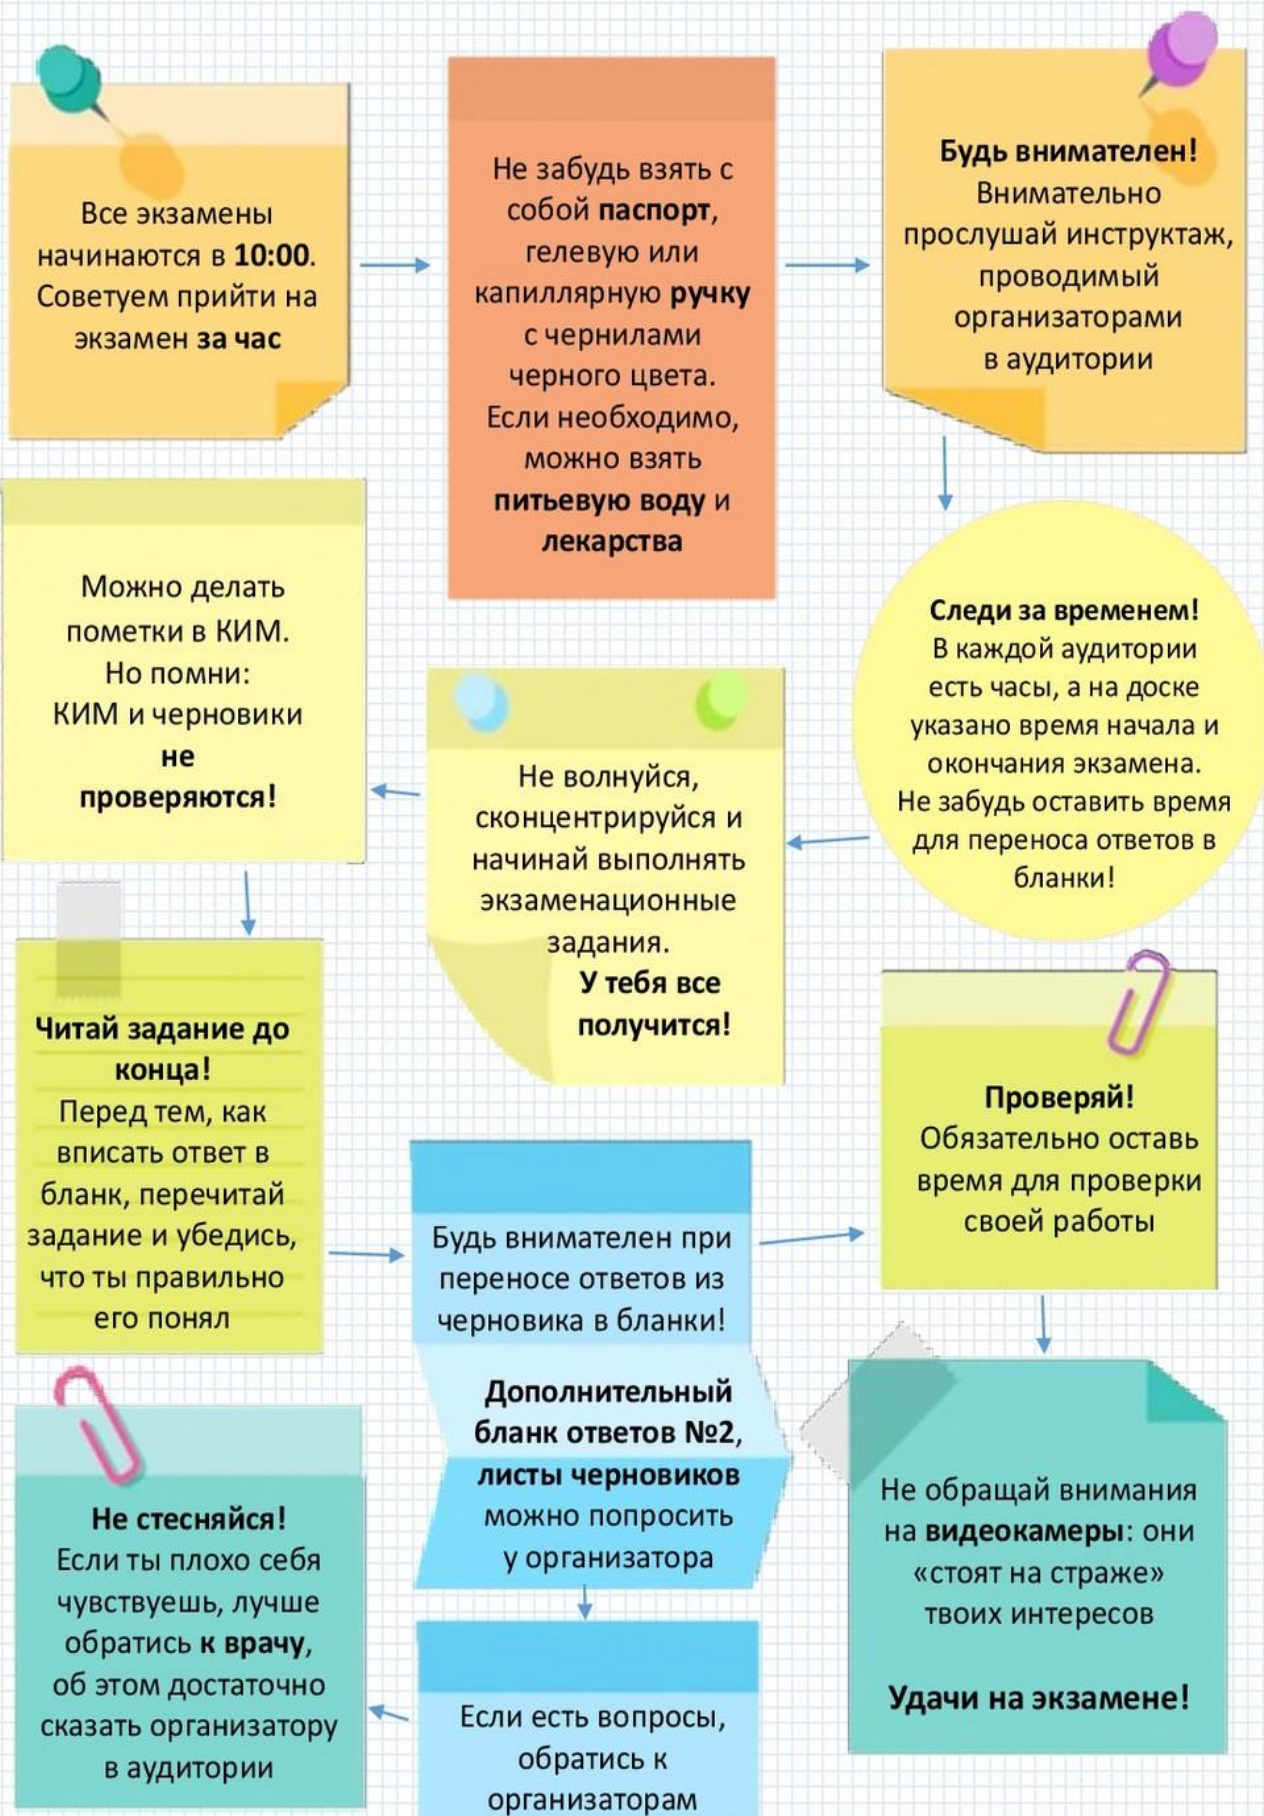 Все экзамены
начинаются в 10:00.
Советуем прийти на
экзамен за час
Не забудь взять с
собой паспорт,
гелевую или
капиллярную ручку
с чернилами
черного цвета.
Если необходимо,
можно взять
питьевую воду и
лекарства
Будь внимателен!
Внимательно
прослушай инструктаж,
проводимый
организаторами
в аудитории
Следи за временем!
В каждой аудитории
есть часы, а на доске
указано время начала и
окончания экзамена.
Не забудь оставить время
для переноса ответов в
бланки!
Не волнуйся,
сконцентрируйся и
начинай выполнять
экзаменационные
задания.
У тебя все
получится!
Можно делать
пометки в КИМ.
Но помни:
КИМ и черновики
не
проверяются!
Читай задание до
конца!
Перед тем, как
вписать ответ в
бланк, перечитай
задание и убедись,
что ты правильно
его понял
Будь внимателен при
переносе ответов из
черновика в бланки!
Дополнительный
бланк ответов №2,
листы черновиков
можно попросить
у организатора
Проверяй!
Обязательно оставь
время для проверки
своей работы
Не обращай внимания
на видеокамеры: они
«стоят на страже»
твоих интересов
Удачи на экзамене!
Если есть вопросы,
обратись к
организаторам
Не стесняйся!
Если ты плохо себя
чувствуешь, лучше
обратись к врачу,
об этом достаточно
сказать организатору
в аудитории